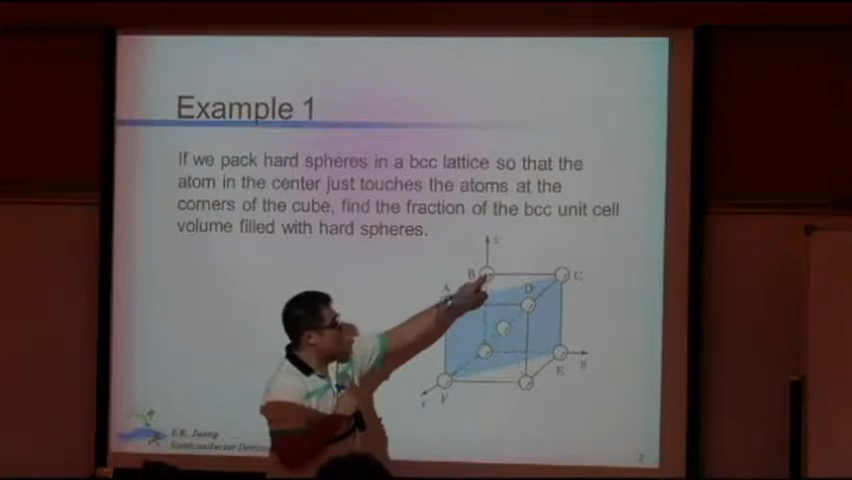 Example 1
If we pack hard spheres in a bcc lattice so that the
atom in the center just touches the atoms at the
corners of the cube, find the fraction of the bcc unit cell
volume filled with hard spheres.
z
B
C
A
D
E
y
x
F
Semiconductor
2